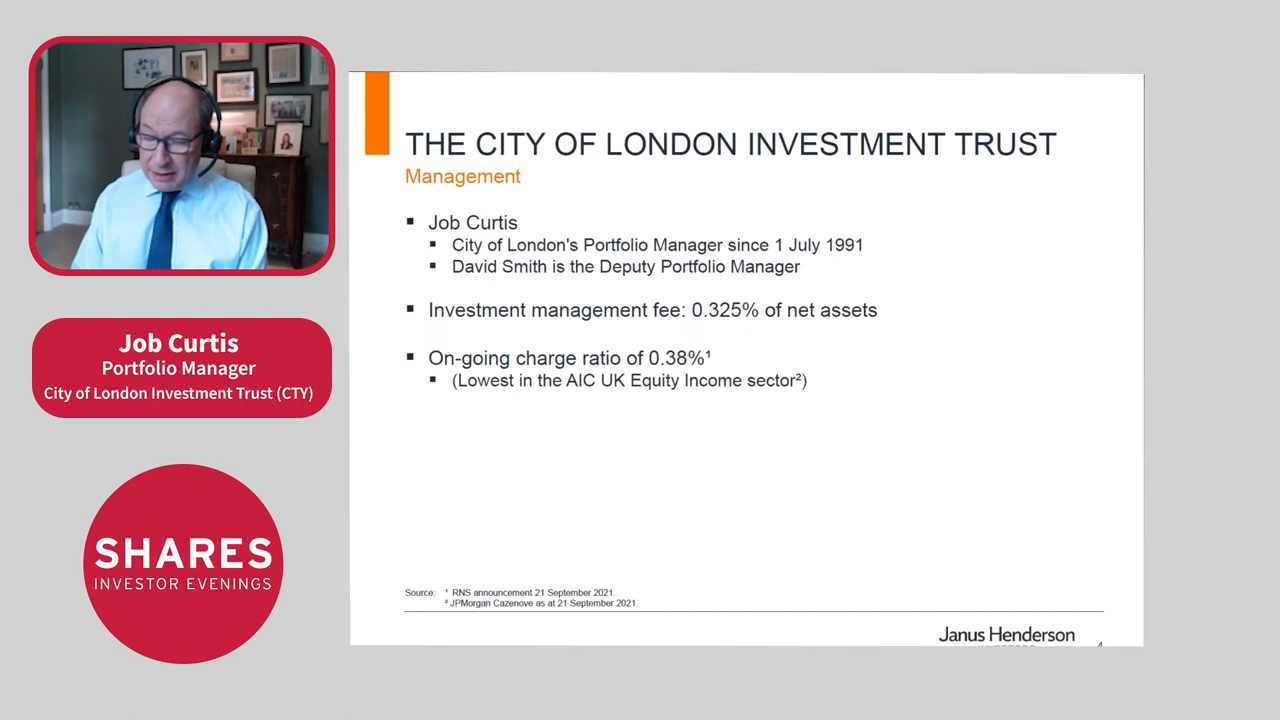 Job Curtis
Portfolio Manager
City of London Investment Trust (CTY)
SHARES
INVESTOR EVENINGS
THE CITY OF LONDON INVESTMENT TRUST
Management
▪ Job Curtis
▪ City of London's Portfolio Manager since 1 July 1991
▪ David Smith is the Deputy Portfolio Manager
▪ Investment management fee: 0.325% of net assets
▪ On-going charge ratio of 0.38%¹
▪ (Lowest in the AIC UK Equity Income sector²)
Source: ¹ RNS announcement 21 September 2021.
² JPMorgan Cazenove as at 21 September 2021.
Janus Henderson